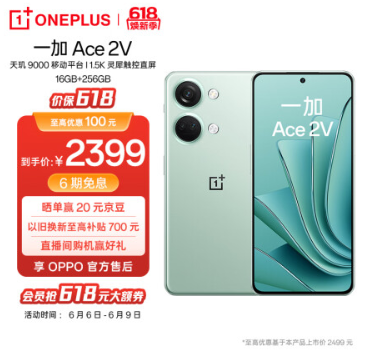 ONEPLUS
618
焕新季
一加 Ace 2V
天玑 9000 移动平台 | 1.5K 灵犀触控直屏
16GB+256GB
价保618
至高优惠 100元
到手价:¥2399
6期免息
晒单赢 20 元京豆
以旧换新至高补贴 700 元
直播间购机赢好礼
享 OPPO 官方售后
会员抢618元大额券
活动时间: 6月6日-6月9日
一加
Ace 2V
*至高优惠基于本产品上市价 2499 元